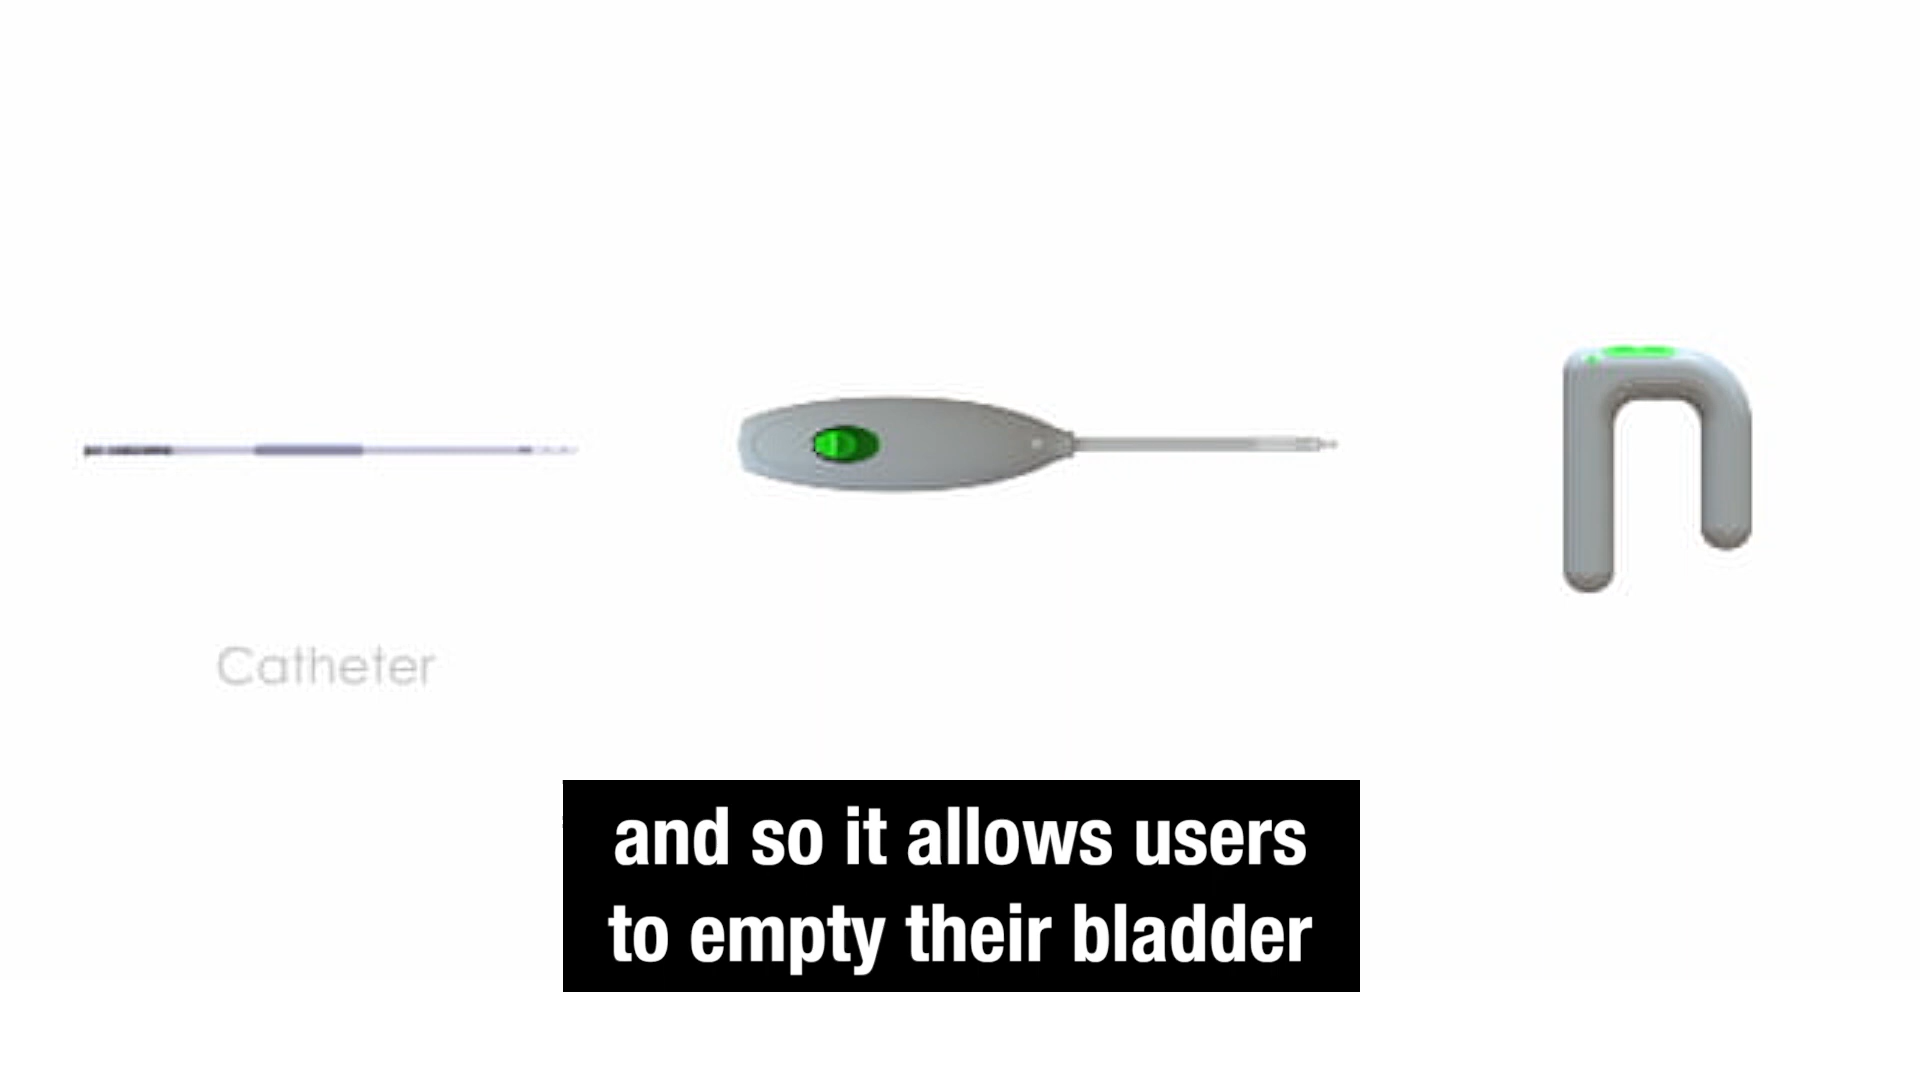 Catheter
and so it allows users
to empty their bladder